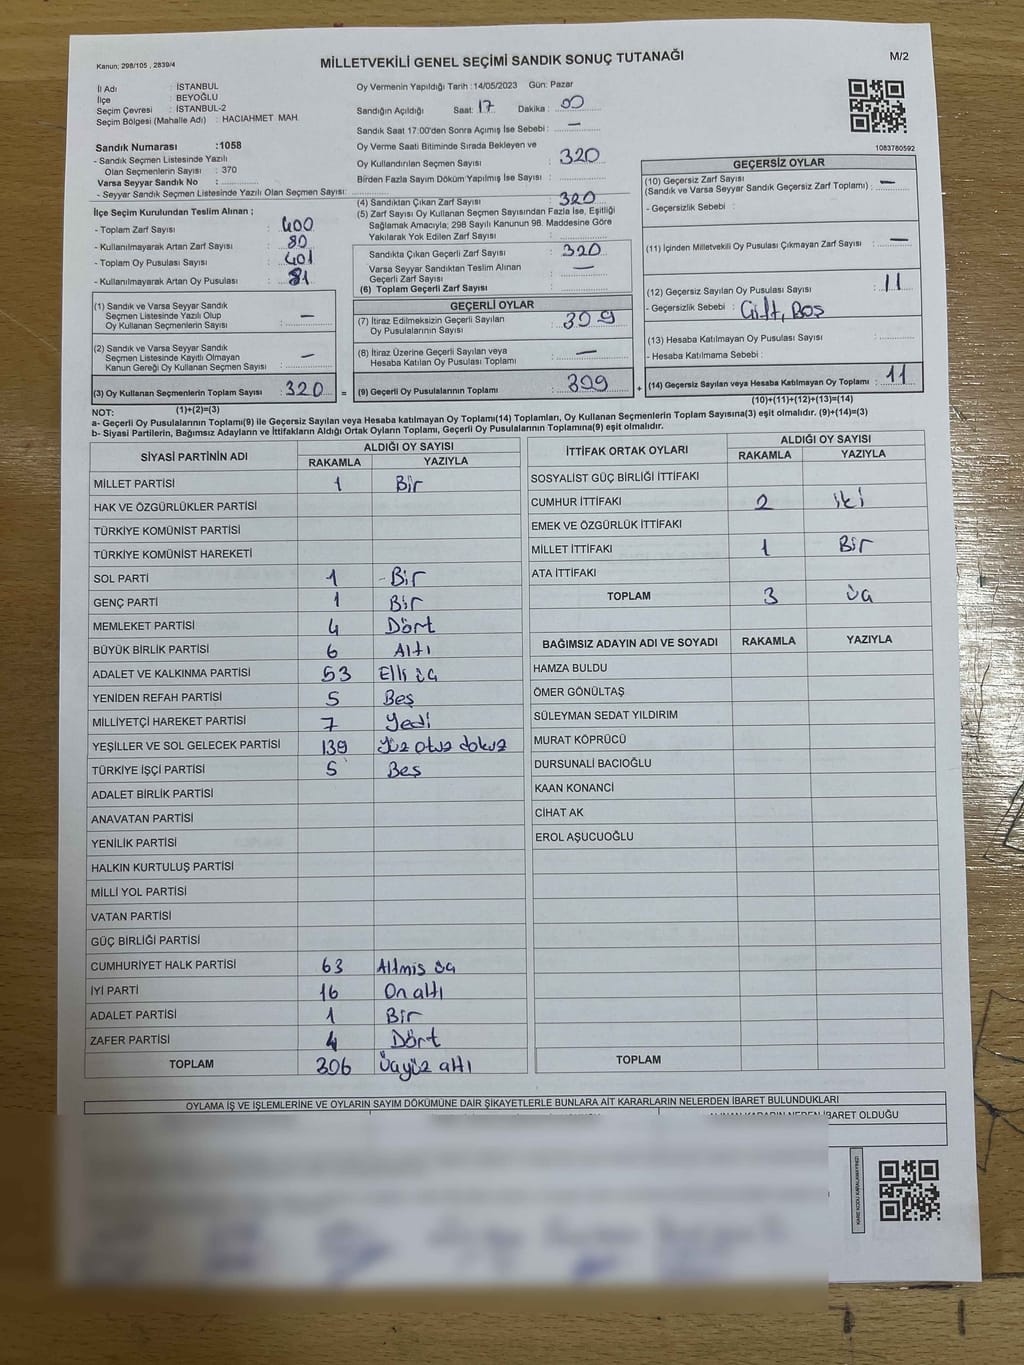 Kanun: 298/105 , 2839/4
MİLLETVEKİLİ GENEL SEÇİMİ SANDIK SONUÇ TUTANAĞI
M/2
İl Adı : İSTANBUL
İlçe : BEYOĞLU
Seçim Çevresi : İSTANBUL-2
Seçim Bölgesi (Mahalle Adı) : HACIAHMET MAH.
Sandık Numarası :1058
- Sandık Seçmen Listesinde Yazılı
Olan Seçmenlerin Sayısı : 370
Varsa Seyyar Sandık No :
- Seyyar Sandık Seçmen Listesinde Yazılı Olan Seçmen Sayısı:
Oy Vermenin Yapıldığı Tarih : 14/05/2023 Gün: Pazar
Sandığın Açıldığı Saat: 17 Dakika : 00
Sandık Saat 17:00'den Sonra Açımış İse Sebebi : —
Oy Verme Saati Bitiminde Sırada Bekleyen ve
Oy Kullandırılan Seçmen Sayısı : 320
Birden Fazla Sayım Döküm Yapılmış İse Sayısı :
1083780592
İlçe Seçim Kurulundan Teslim Alınan ;
- Toplam Zarf Sayısı : 400
- Kullanılmayarak Artan Zarf Sayısı : 80
- Toplam Oy Pusulası Sayısı : 401
- Kullanılmayarak Artan Oy Pusulası : 81
(4) Sandıktan Çıkan Zarf Sayısı : 320
(5) Zarf Sayısı Oy Kullanan Seçmen Sayısından Fazla İse, Eşitliği
Sağlamak Amacıyla; 298 Sayılı Kanunun 98. Maddesine Göre
Yakılarak Yok Edilen Zarf Sayısı :
Sandıkta Çıkan Geçerli Zarf Sayısı : 320
Varsa Seyyar Sandıktan Teslim Alınan
Geçerli Zarf Sayısı : —
(6) Toplam Geçerli Zarf Sayısı :
GEÇERSİZ OYLAR
(10) Geçersiz Zarf Sayısı
(Sandık ve Varsa Seyyar Sandık Geçersiz Zarf Toplamı) : —
- Geçersizlik Sebebi :
(11) İçinden Milletvekili Oy Pusulası Çıkmayan Zarf Sayısı : —
(12) Geçersiz Sayılan Oy Pusulası Sayısı : 11
- Geçersizlik Sebebi : Çift, Boş
(13) Hesaba Katılmayan Oy Pusulası Sayısı :
- Hesaba Katılmama Sebebi :
(14) Geçersiz Sayılan veya Hesaba Katılmayan Oy Toplamı : 11
(10)+(11)+(12)+(13)=(14)
(1) Sandık ve Varsa Seyyar Sandık
Seçmen Listesinde Yazılı Olup
Oy Kullanan Seçmenlerin Sayısı : —
(2) Sandık ve Varsa Seyyar Sandık
Seçmen Listesinde Kayıtlı Olmayan
Kanun Gereği Oy Kullanan Seçmen Sayısı : —
(3) Oy Kullanan Seçmenlerin Toplam Sayısı : 320 =
(1)+(2)=(3)
GEÇERLİ OYLAR
(7) İtiraz Edilmeksizin Geçerli Sayılan
Oy Pusulalarının Sayısı : 309
(8) İtiraz Üzerine Geçerli Sayılan veya
Hesaba Katılan Oy Pusulası Toplamı : —
(9) Geçerli Oy Pusulalarının Toplamı : 309 +
NOT:
a- Geçerli Oy Pusulalarının Toplamı(9) ile Geçersiz Sayılan veya Hesaba katılmayan Oy Toplamı(14) Toplamları, Oy Kullanan Seçmenlerin Toplam Sayısına(3) eşit olmalıdır. (9)+(14)=(3)
b- Siyasi Partilerin, Bağımsız Adayların ve İttifakların Aldığı Ortak Oyların Toplamı, Geçerli Oy Pusulalarının Toplamına(9) eşit olmalıdır.
SİYASİ PARTİNİN ADI ALDIĞI OY SAYISI
RAKAMLA YAZIYLA
MİLLET PARTİSİ 1 Bir
HAK VE ÖZGÜRLÜKLER PARTİSİ
TÜRKİYE KOMÜNİST PARTİSİ
TÜRKİYE KOMÜNİST HAREKETİ
SOL PARTİ 1 - Bir
GENÇ PARTİ 1 Bir
MEMLEKET PARTİSİ 4 Dört
BÜYÜK BİRLİK PARTİSİ 6 Altı
ADALET VE KALKINMA PARTİSİ 53 Elli üç
YENİDEN REFAH PARTİSİ 5 Beş
MİLLİYETÇİ HAREKET PARTİSİ 7 Yedi
YEŞİLLER VE SOL GELECEK PARTİSİ 139 Yüz otuz dokuz
TÜRKİYE İŞÇİ PARTİSİ 5 Beş
ADALET BİRLİK PARTİSİ
ANAVATAN PARTİSİ
YENİLİK PARTİSİ
HALKIN KURTULUŞ PARTİSİ
MİLLİ YOL PARTİSİ
VATAN PARTİSİ
GÜÇ BİRLİĞİ PARTİSİ
CUMHURİYET HALK PARTİSİ 63 Altmış üç
İYİ PARTİ 16 On altı
ADALET PARTİSİ 1 Bir
ZAFER PARTİSİ 4 Dört
TOPLAM 306 Üçyüz altı
İTTİFAK ORTAK OYLARI ALDIĞI OY SAYISI
RAKAMLA YAZIYLA
SOSYALİST GÜÇ BİRLİĞİ İTTİFAKI
CUMHUR İTTİFAKI 2 iki
EMEK VE ÖZGÜRLÜK İTTİFAKI
MİLLET İTTİFAKI 1 Bir
ATA İTTİFAKI
TOPLAM 3 üç
BAĞIMSIZ ADAYIN ADI VE SOYADI RAKAMLA YAZIYLA
HAMZA BULDU
ÖMER GÖNÜLTAŞ
SÜLEYMAN SEDAT YILDIRIM
MURAT KÖPRÜCÜ
DURSUNALİ BACIOĞLU
KAAN KONANCİ
CİHAT AK
EROL AŞUCUOĞLU
TOPLAM
OYLAMA İŞ VE İŞLEMLERİNE VE OYLARIN SAYIM DÖKÜMÜNE DAİR ŞİKAYETLERLE BUNLARA AİT KARARLARIN NELERDEN İBARET BULUNDUKLARI
ALINAN KARARIN NEDEN İBARET OLDUĞU
KARE KODU KARALAMAYINIZ!